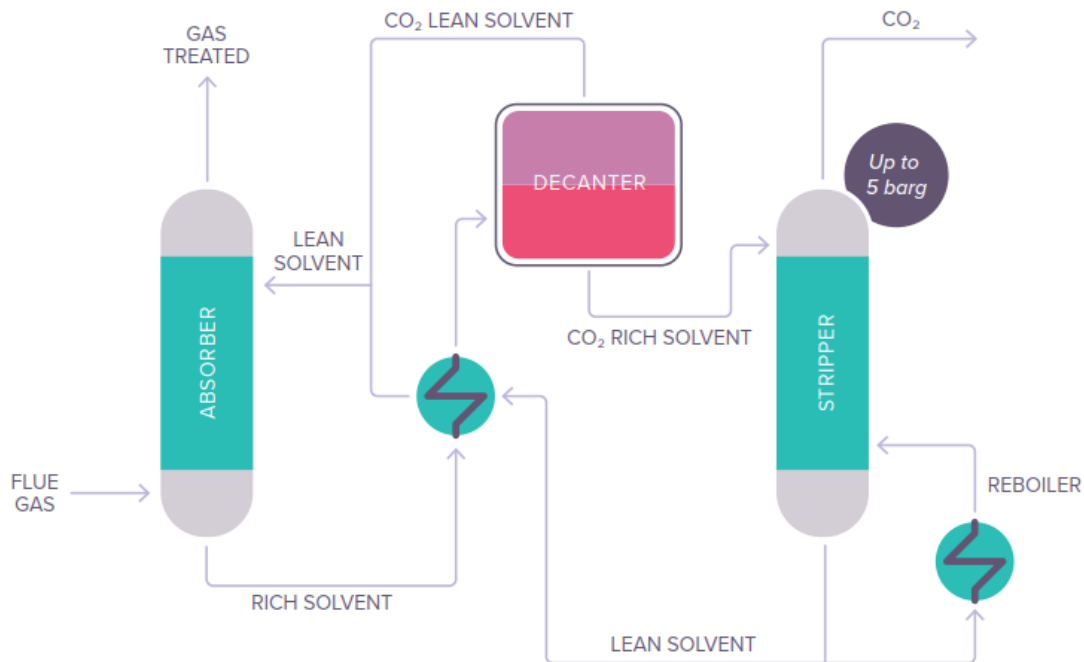 CO₂ LEAN SOLVENT
CO₂
GAS
TREATED
Up to
5 barg
DECANTER
LEAN
SOLVENT
CO₂ RICH SOLVENT
ABSORBER
STRIPPER
FLUE
GAS
REBOILER
RICH SOLVENT
LEAN SOLVENT